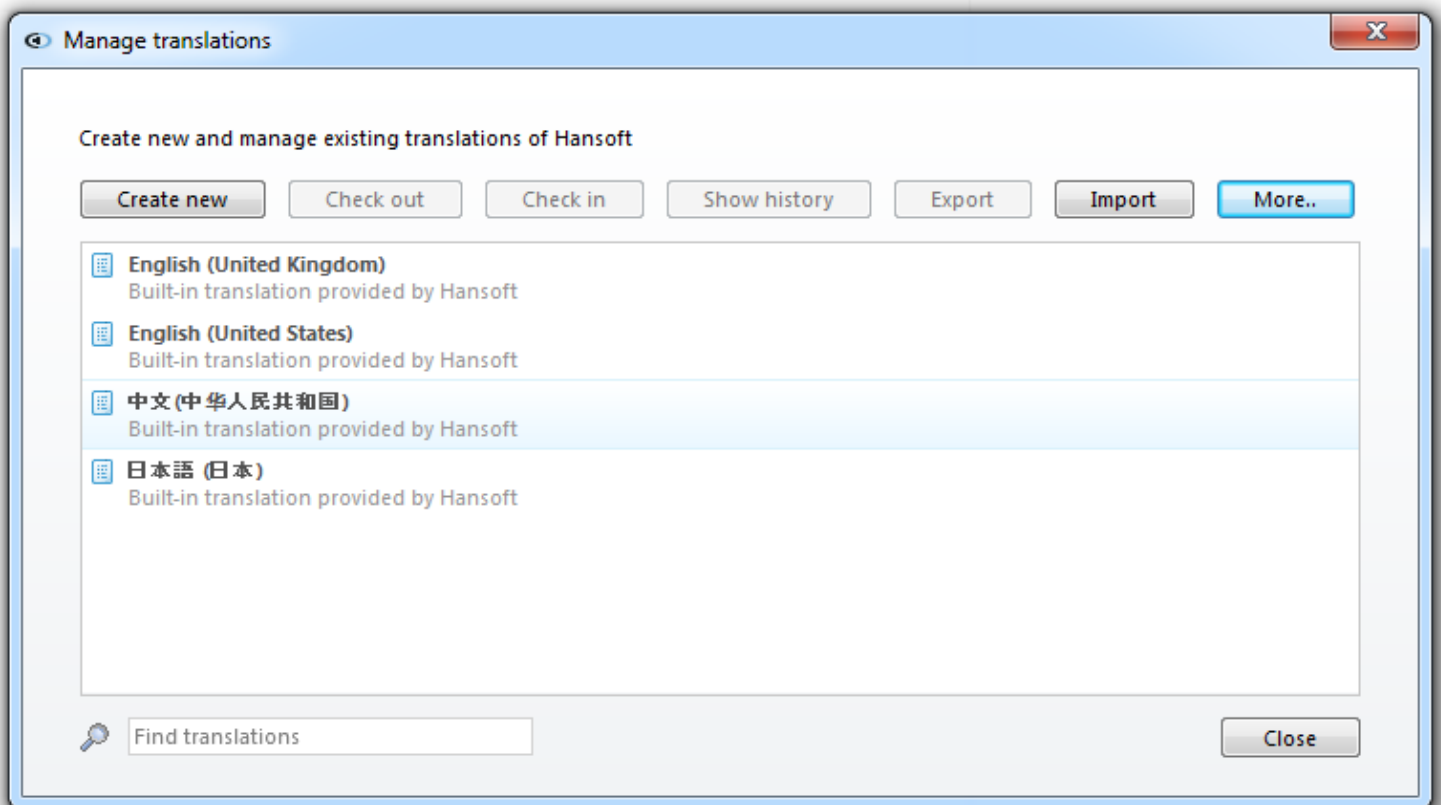 Manage translations
Create new and manage existing translations of Hansoft
Create new Check out Check in Show history Export Import More..
English (United Kingdom)
Built-in translation provided by Hansoft
English (United States)
Built-in translation provided by Hansoft
中文(中华人民共和国)
Built-in translation provided by Hansoft
日本語 (日本)
Built-in translation provided by Hansoft
Find translations Close